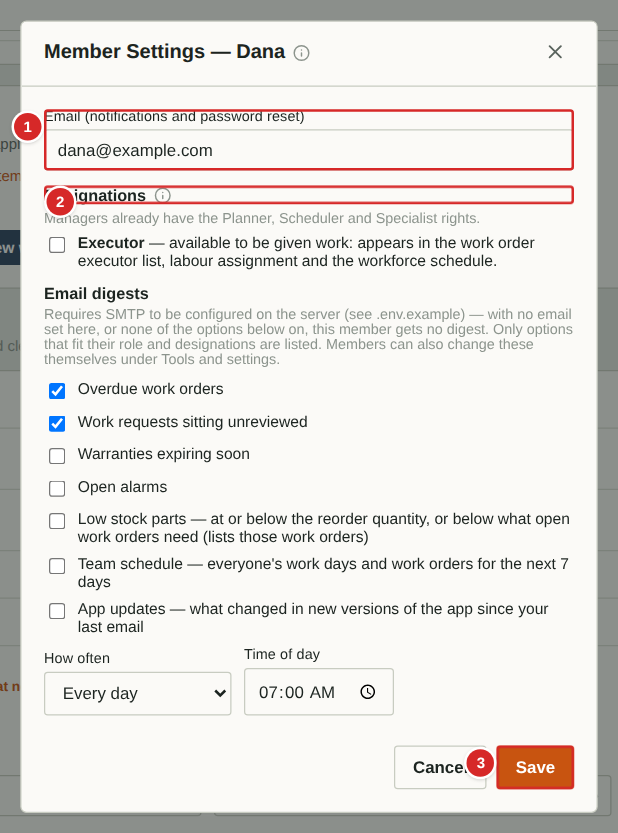 Member Settings — Dana
1
Email (notifications and password reset)
dana@example.com
2
Managers already have the Planner, Scheduler and Specialist rights.
Executor — available to be given work: appears in the work order
executor list, labour assignment and the workforce schedule.
Email digests
Requires SMTP to be configured on the server (see .env.example) — with no email
set here, or none of the options below on, this member gets no digest. Only options
that fit their role and designations are listed. Members can also change these
themselves under Tools and settings.
Overdue work orders
Work requests sitting unreviewed
Warranties expiring soon
Open alarms
Low stock parts — at or below the reorder quantity, or below what open
work orders need (lists those work orders)
Team schedule — everyone's work days and work orders for the next 7
days
App updates — what changed in new versions of the app since your
last email
How often
Time of day
Every day
07:00 AM
Cancel
3
Save